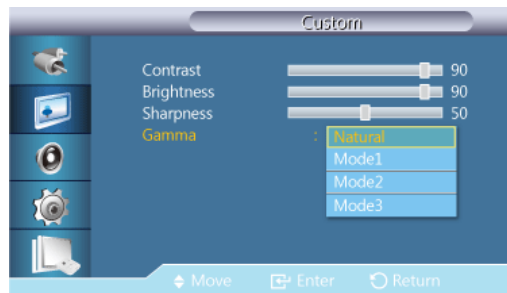 Custom
Contrast 90
Brightness 90
Sharpness 50
Gamma : Natural
Mode1
Mode2
Mode3
Move Enter Return